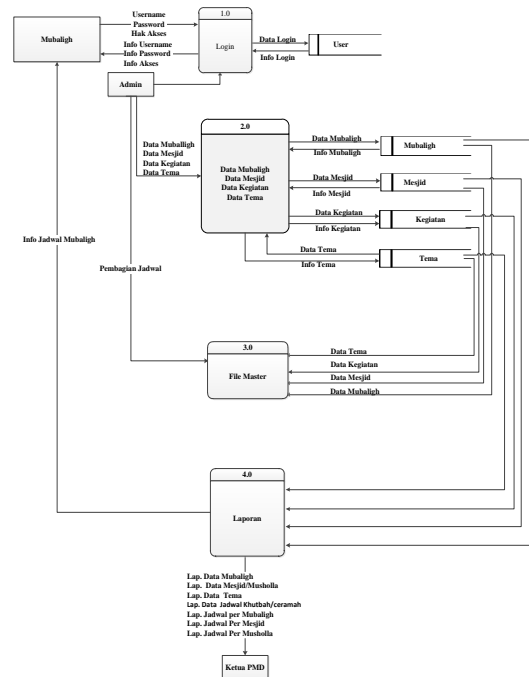 Username
Password
Hak Akses
Info Username
Info Password
Info Akses
Mubaligh
1.0
Login
Data Login
Info Login
User
Admin
Data Muballigh
Data Mesjid
Data Kegiatan
Data Tema
2.0
Data Mubaligh
Data Mesjid
Data Kegiatan
Data Tema
Data Mubaligh
Info Mubaligh
Mubaligh
Data Mesjid
Info Mesjid
Mesjid
Data Kegiatan
Info Kegiatan
Kegiatan
Data Tema
Info Tema
Tema
Info Jadwal Mubaligh
Pembagian Jadwal
3.0
File Master
Data Tema
Data Kegiatan
Data Mesjid
Data Mubaligh
4.0
Laporan
Lap. Data Mubaligh
Lap. Data Mesjid/Musholla
Lap. Data Tema
Lap. Data Jadwal Khutbah/ceramah
Lap. Jadwal per Mubaligh
Lap. Jadwal Per Mesjid
Lap. Jadwal Per Musholla
Ketua PMD